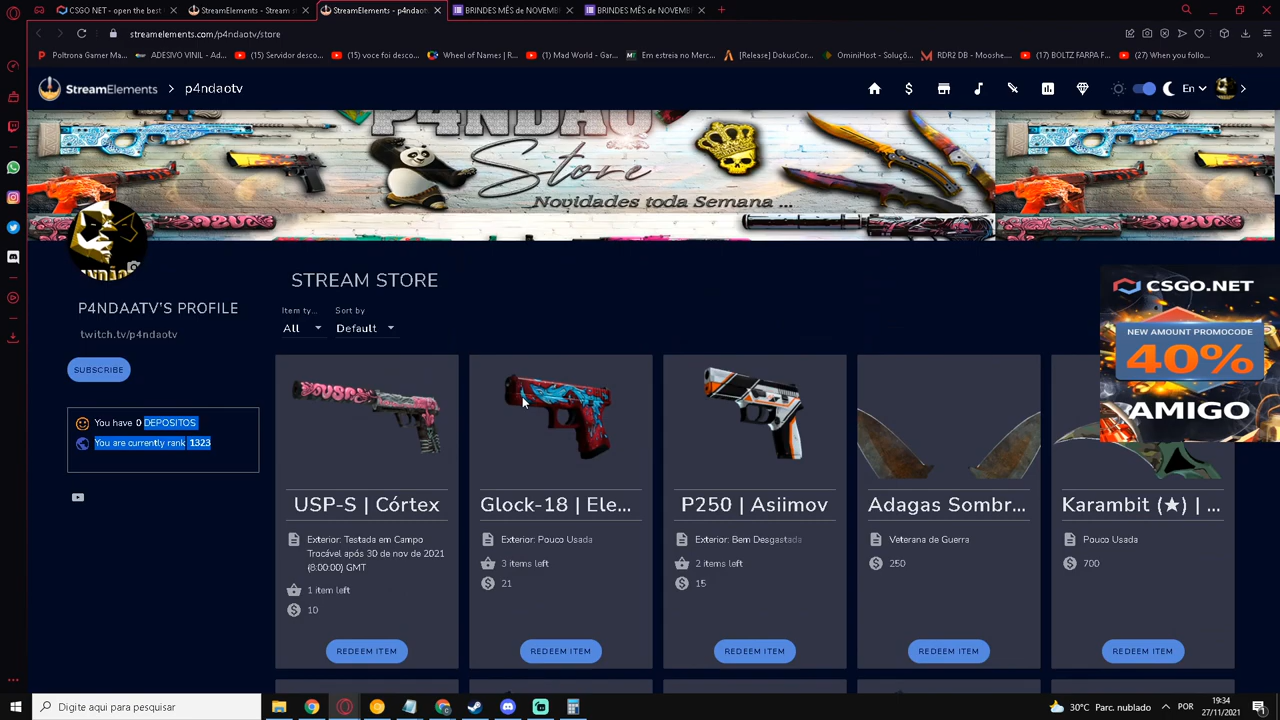 CSGO NET - open the best
StreamElements - Stream s
StreamElements - p4ndaotv
BRINDES MÊS de NOVEMB
BRINDES MÊS de NOVEMB
streamelements.com/p4ndaotv/store
Poltrona Gamer Ma...
ADESIVO VINIL - Ad...
(15) Servidor desco...
(15) voce foi desco...
Wheel of Names | R...
(1) Mad World - Gar...
Em estreia no Merc...
[Release] DokusCor...
OminiHost - Soluçõ...
RDR2 DB - Mooshe...
(17) BOLTZ FARPA F...
(27) When you follo...
StreamElements > p4ndaotv
En
P4NDAO
Store
Novidades toda Semana ...
P4NDAATV'S PROFILE
twitch.tv/p4ndaotv
SUBSCRIBE
You have 0 DEPOSITOS
You are currently rank 1323
STREAM STORE
Item ty...
Sort by
All
Default
CSGO.NET
NEW AMOUNT PROMOCODE
40%
AMIGO
USP-S | Córtex
Exterior: Testada em Campo
Trocável após 30 de nov de 2021
(8:00:00) GMT
1 item left
10
REDEEM ITEM
Glock-18 | Ele...
Exterior: Pouca Usada
3 items left
21
REDEEM ITEM
P250 | Asiimov
Exterior: Bem Desgastada
2 items left
15
REDEEM ITEM
Adagas Sombr...
Veterana de Guerra
250
REDEEM ITEM
Karambit (★) | ...
Pouca Usada
700
REDEEM ITEM
Digite aqui para pesquisar
30°C Parc. nublado
POR
19:34
27/11/2021